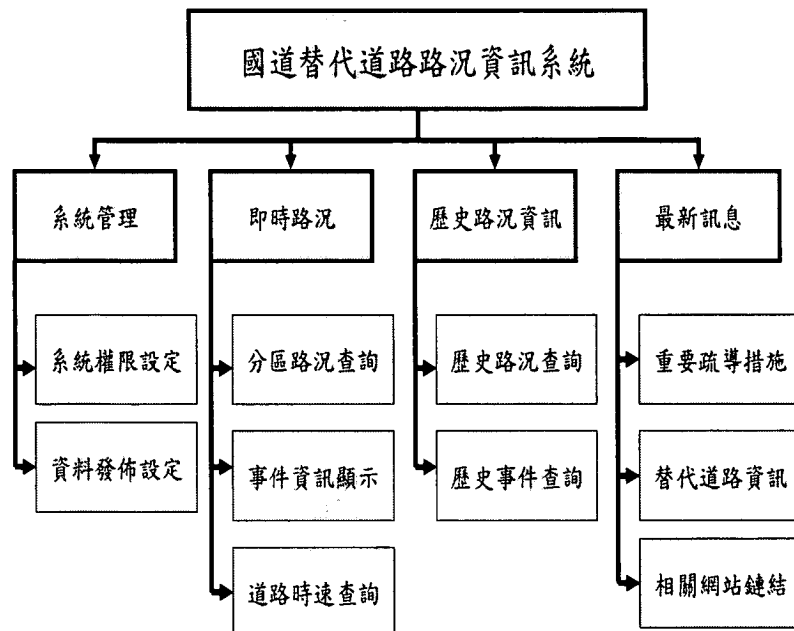 國道替代道路路況資訊系統
系統管理
即時路況
歷史路況資訊
最新訊息
系統權限設定
分區路況查詢
歷史路況查詢
重要疏導措施
資料發佈設定
事件資訊顯示
歷史事件查詢
替代道路資訊
道路時速查詢
相關網站鏈結